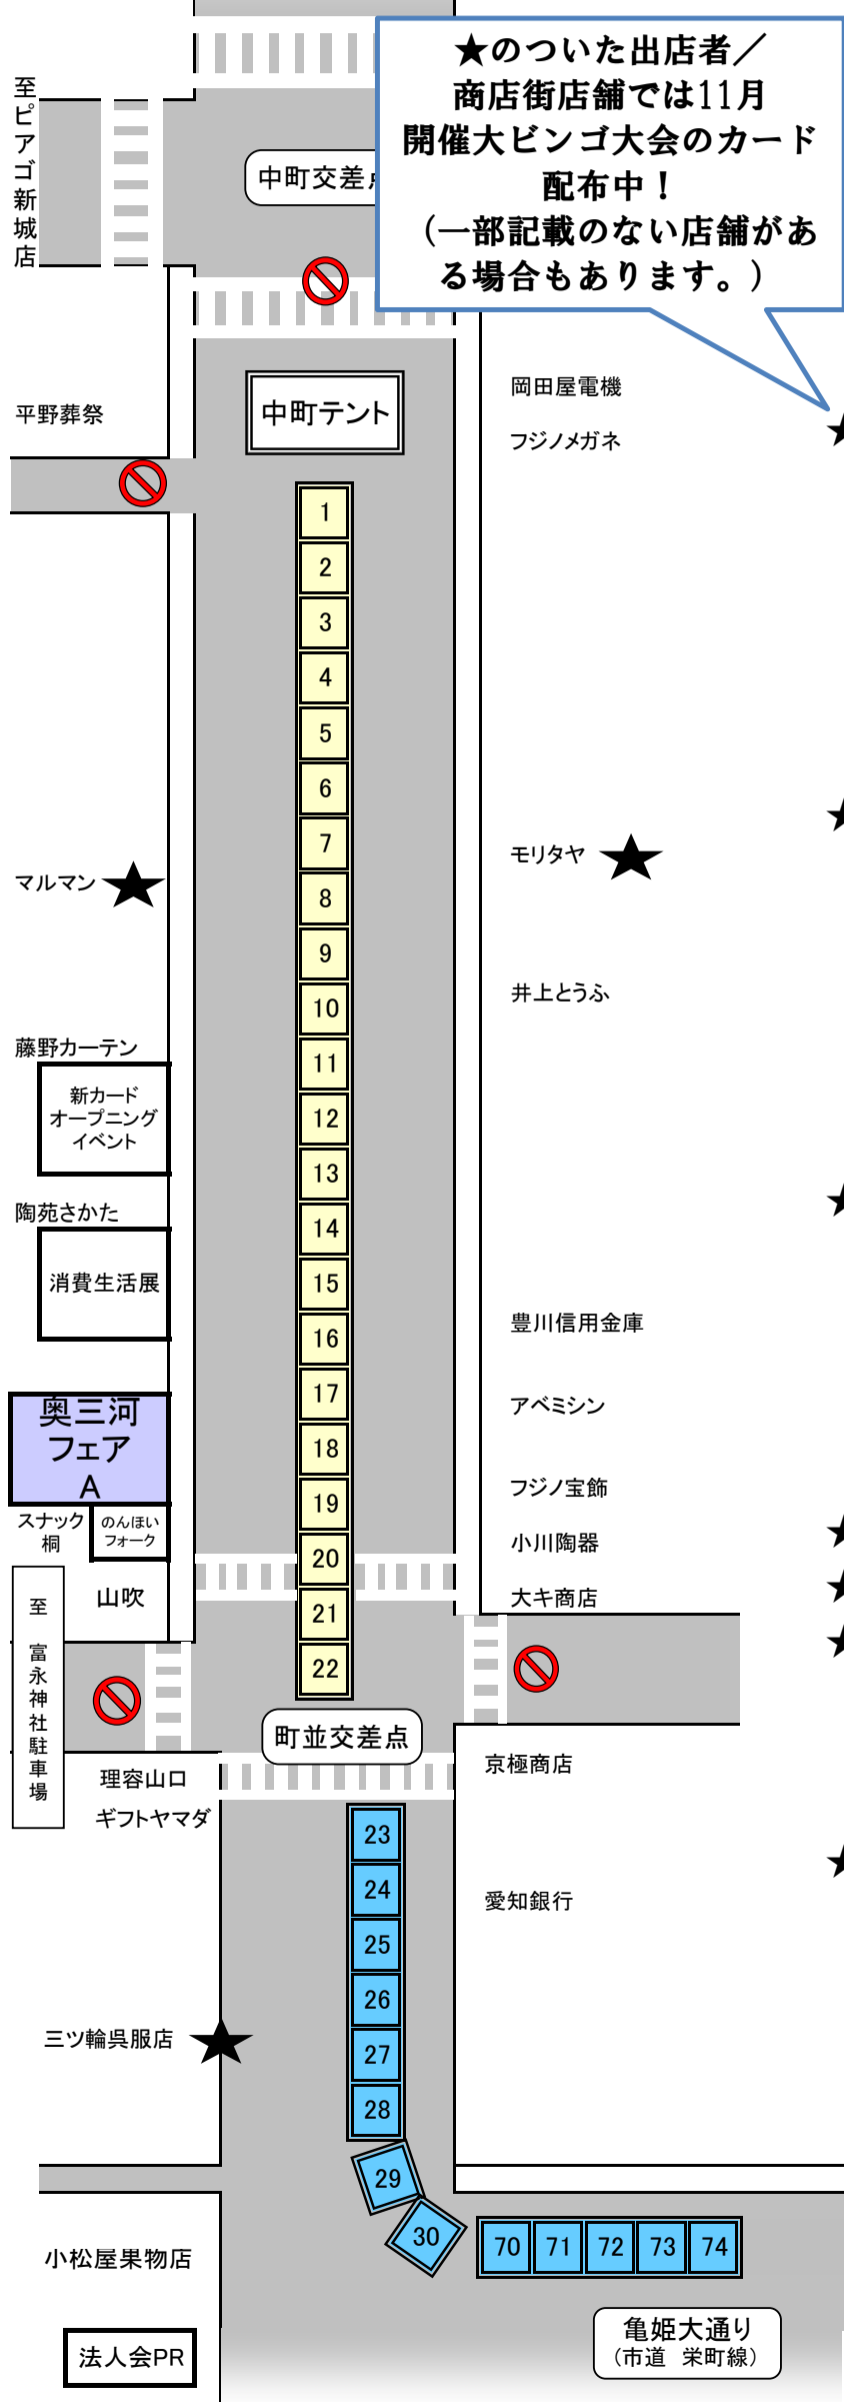 ★のついた出店者／
商店街店舗では11月
開催大ビンゴ大会のカード
配布中！
（一部記載のない店舗があ
る場合もあります。）
至ピアゴ新城店
中町交差
岡田屋電機
平野葬祭
中町テント
フジノメガネ
1
2
3
4
5
6
7
モリタヤ ★
マルマン ★
8
9
井上とうふ
10
藤野カーテン
11
新カード
オープニング
イベント
12
13
陶苑さかた
14
消費生活展
15
豊川信用金庫
16
奥三河
フェア
A
17
アベミシン
18
フジノ宝飾
19
スナック
桐
のんほい
フォーク
小川陶器
20
山吹
大キ商店
21
至 富永神社駐車場
22
町並交差点
京極商店
理容山口
ギフトヤマダ
23
24
愛知銀行
25
26
三ツ輪呉服店 ★
27
28
29
30
70 71 72 73 74
小松屋果物店
亀姫大通り
（市道 栄町線）
法人会PR